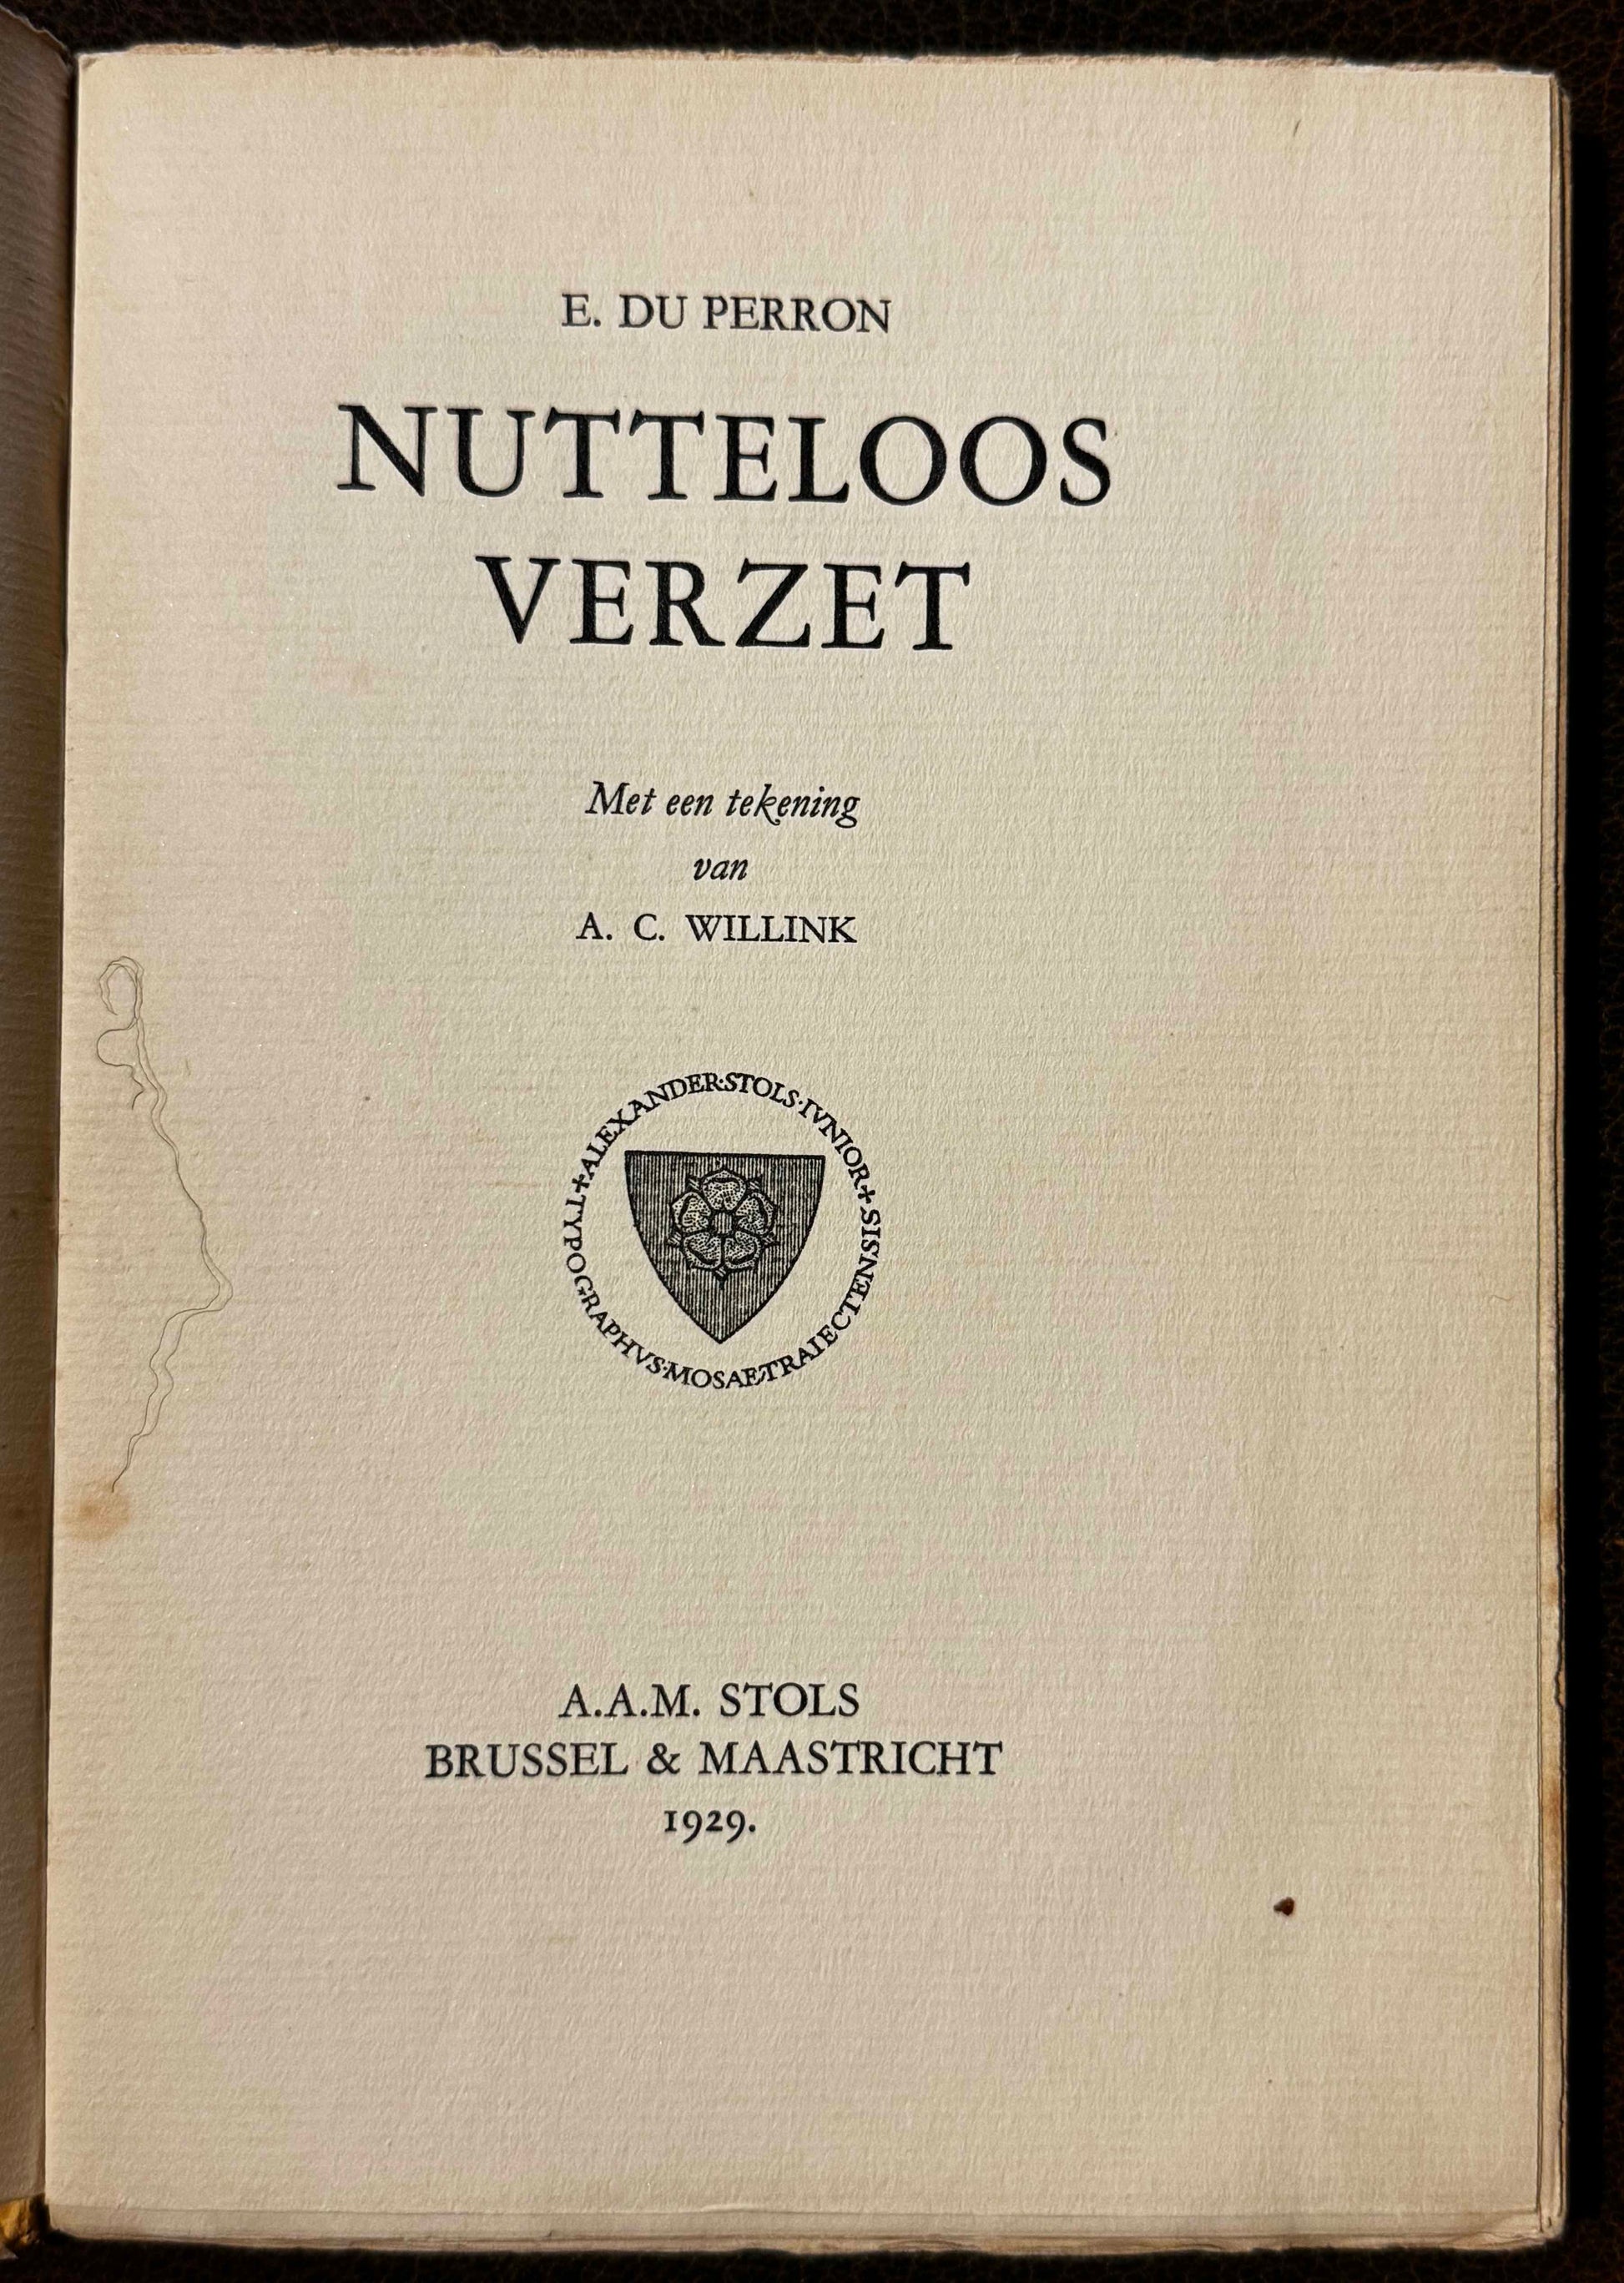 E. DU PERRON
NUTTELOOS
VERZET
Met een tekening
van
A. C. WILLINK
+ALEXANDER·STOLS·IVNIOR+
TYPOGRAPHVS·MOSAETRAIECTENSIS
A.A.M. STOLS
BRUSSEL & MAASTRICHT
1929.